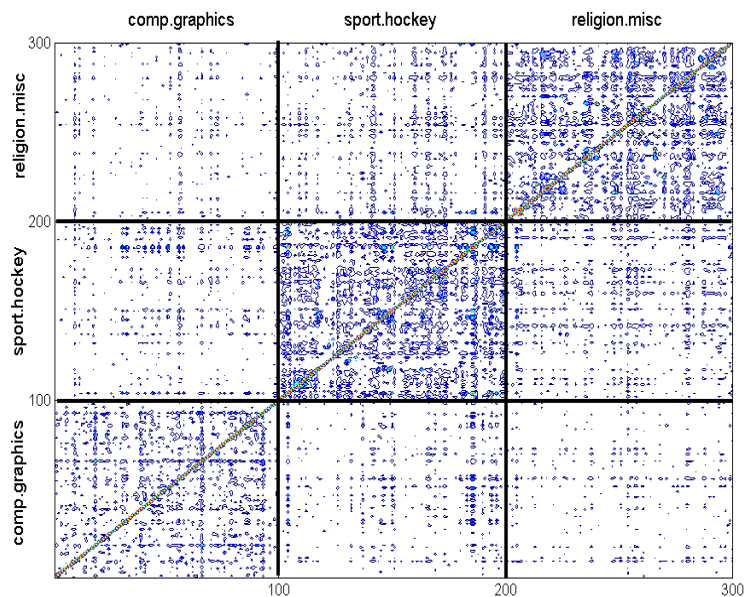 comp.graphics sport.hockey religion.misc
300
religion.misc
200
sport.hockey
100
comp.graphics
100 200 300